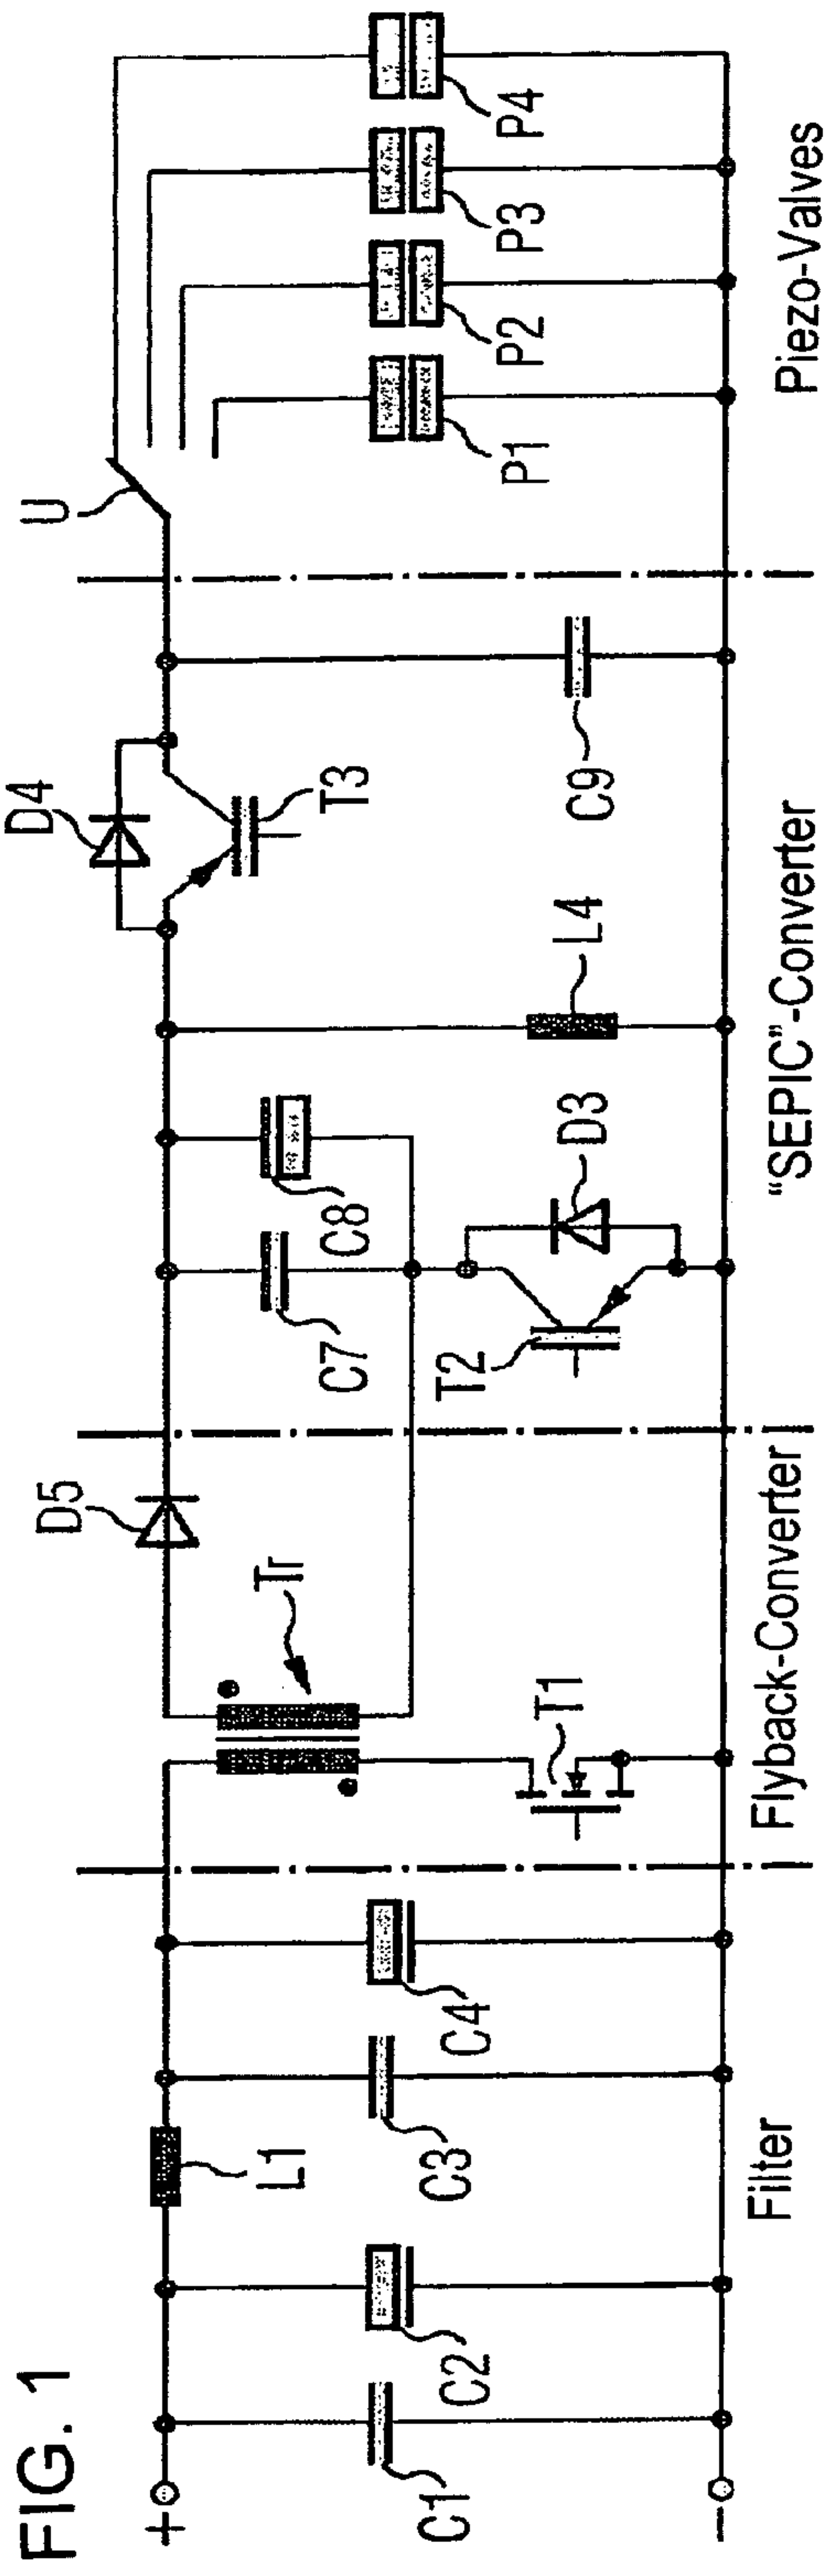 FIG. 1
+
-
C1
C2
L1
C3
C4
Filter
Tr
T1
D5
Flyback-Converter
C7
C8
T2
D3
L4
D4
T3
C9
“SEPIC”-Converter
U
P1
P2
P3
P4
Piezo-Valves